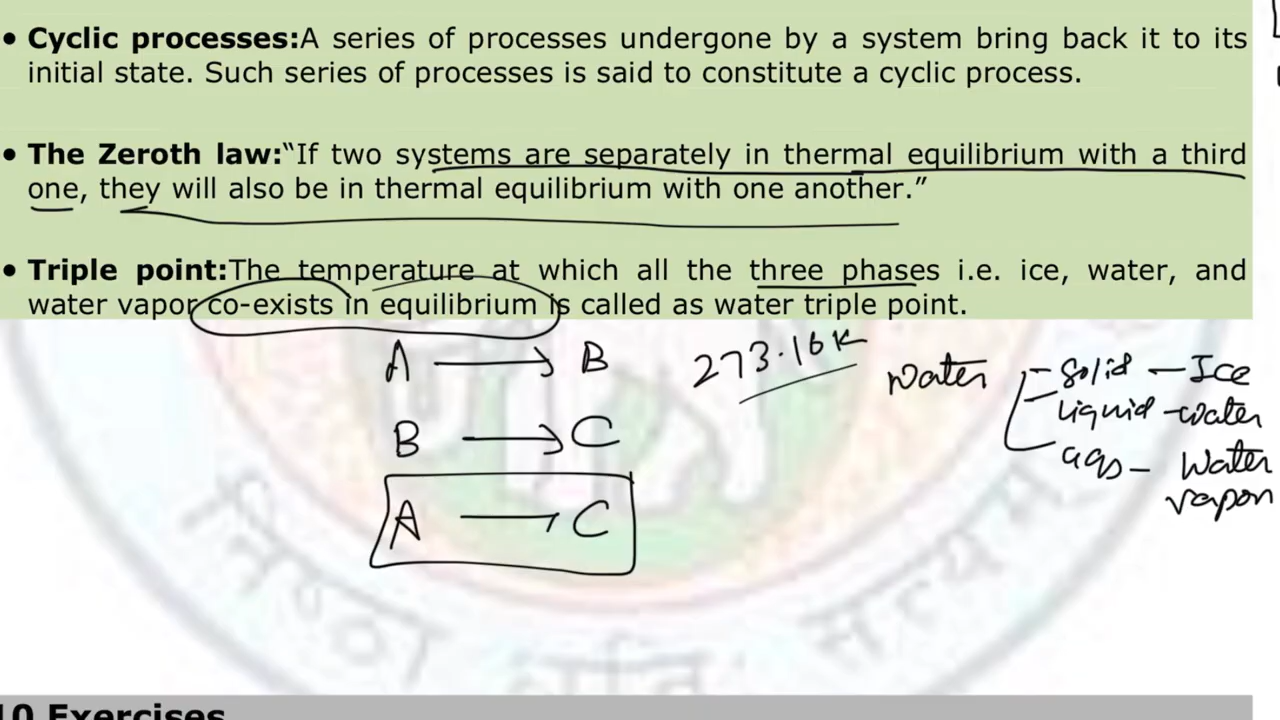 • Cyclic processes:A series of processes undergone by a system bring back it to its
initial state. Such series of processes is said to constitute a cyclic process.
• The Zeroth law:“If two systems are separately in thermal equilibrium with a third
one, they will also be in thermal equilibrium with one another.”
• Triple point:The temperature at which all the three phases i.e. ice, water, and
water vapor co-exists in equilibrium is called as water triple point.
A → B
273.16K
water
Solid — Ice
liquid - water
gas - Water
vapor
B → C
A → C
10 Exercises